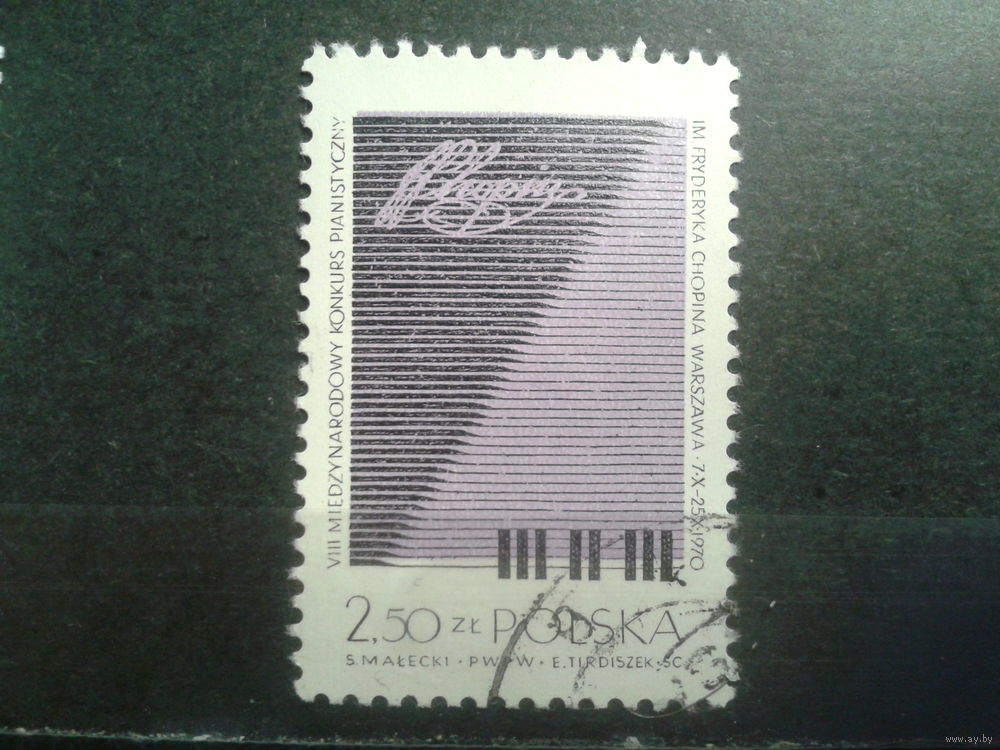 VIII MIĘDZYNARODOWY KONKURS PIANISTYCZNY
IM FRYDERYKA CHOPINA WARSZAWA · 7·X–25·X·1970
Chopin
2,50 ZŁ POLSKA
S. MAŁECKI · PWPW · E. TIRDISZEK·SC.
www.ay.by